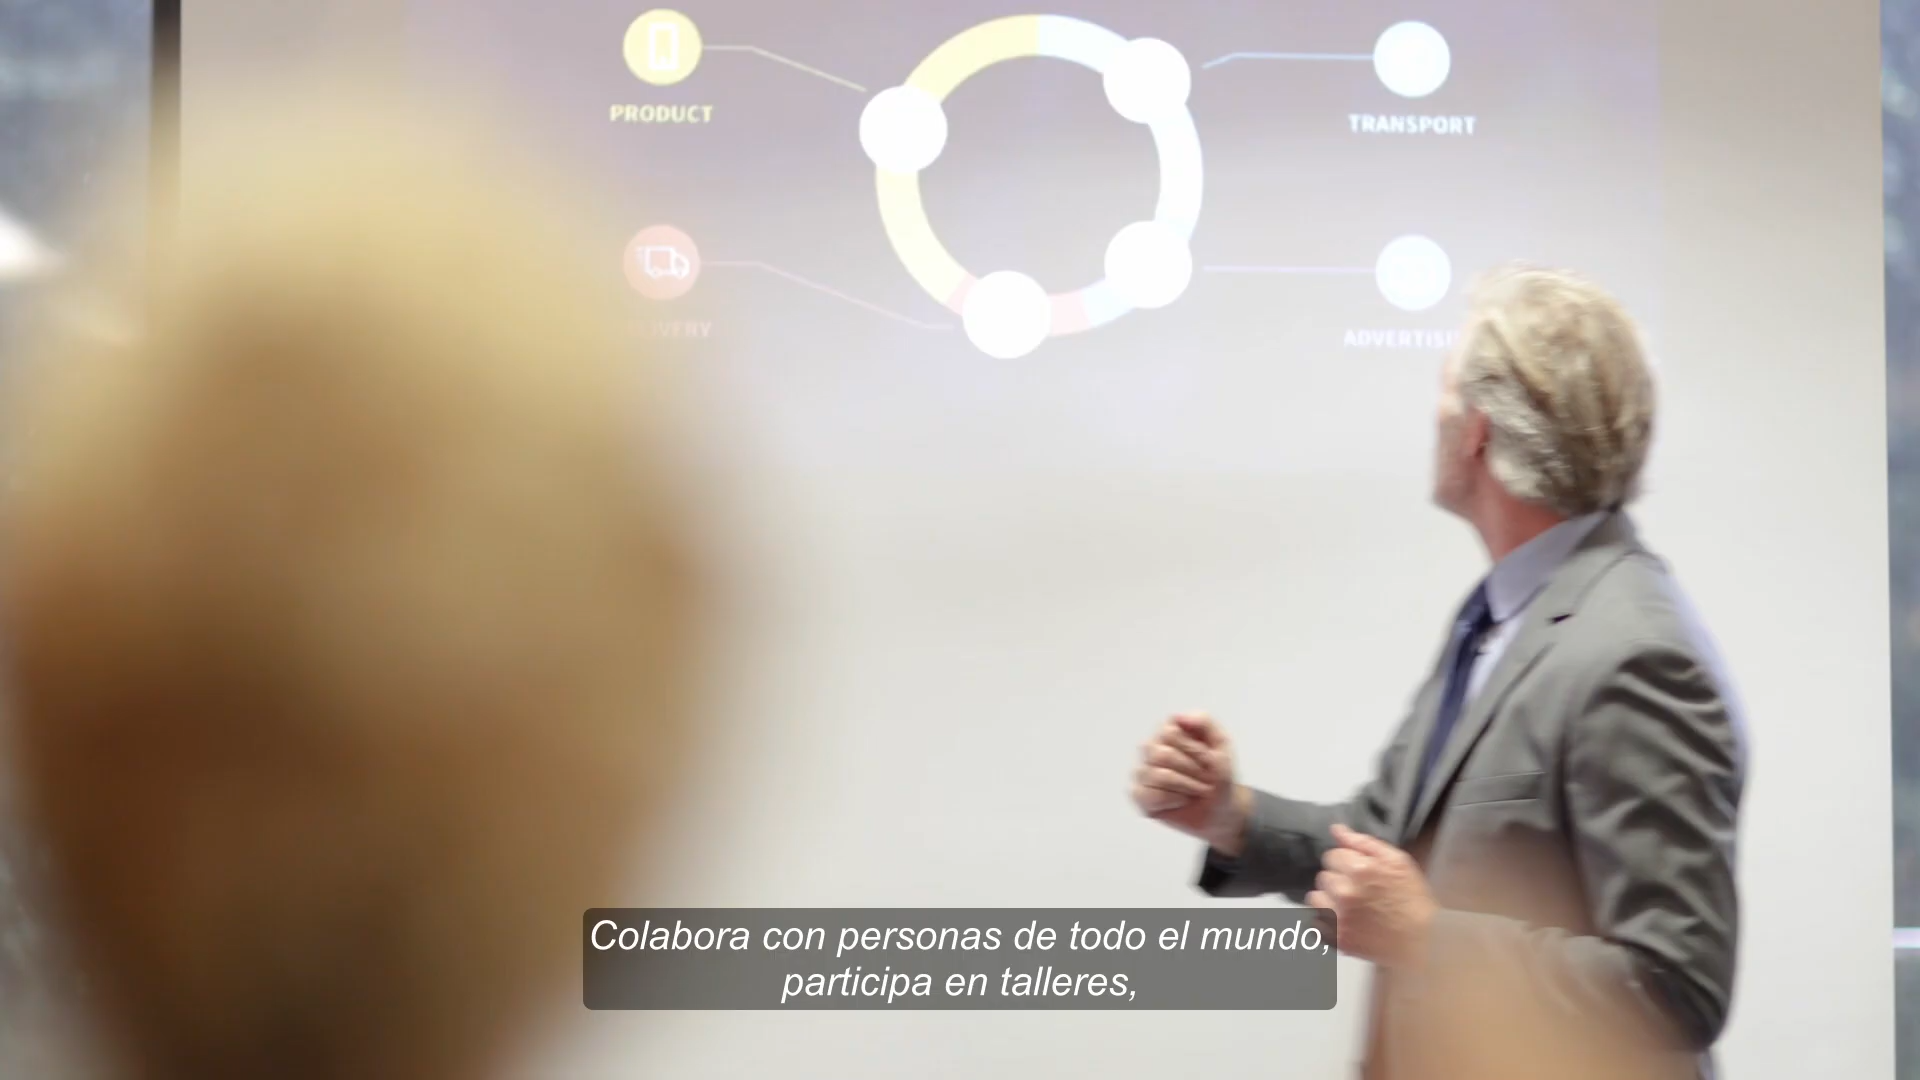 PRODUCT
TRANSPORT
Colabora con personas de todo el mundo,
participa en talleres,